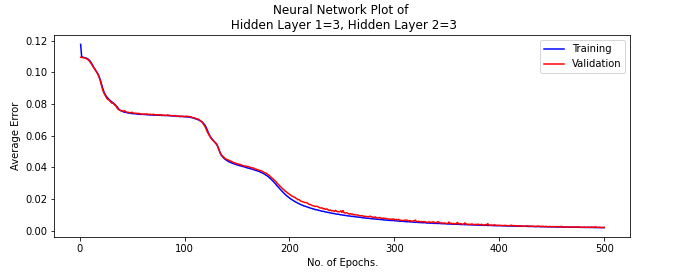 Neural Network Plot of
Hidden Layer 1=3, Hidden Layer 2=3
Training
Validation
Average Error
0.12
0.10
0.08
0.06
0.04
0.02
0.00
0
100
200
300
400
500
No. of Epochs.